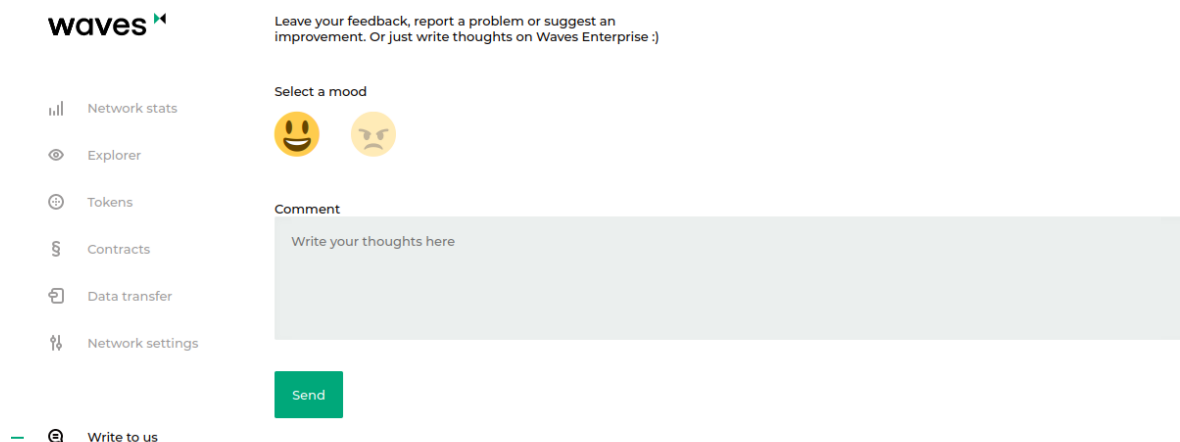 waves
Leave your feedback, report a problem or suggest an
improvement. Or just write thoughts on Waves Enterprise :)
Select a mood
Network stats
Explorer
Tokens
Contracts
Data transfer
Network settings
Write to us
Comment
Write your thoughts here
Send